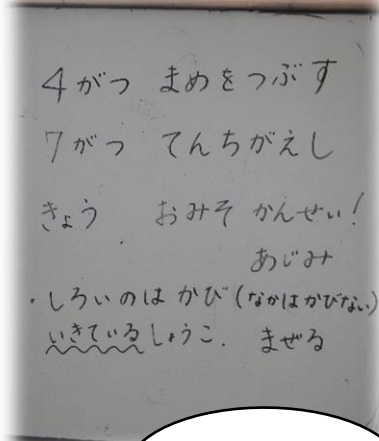 4がつ まめをつぶす
7がつ てんちがえし
きょう おみそ かんせい!
あじみ
・しろいのは かび(なかはかびない)
いきている しょうこ. まぜる